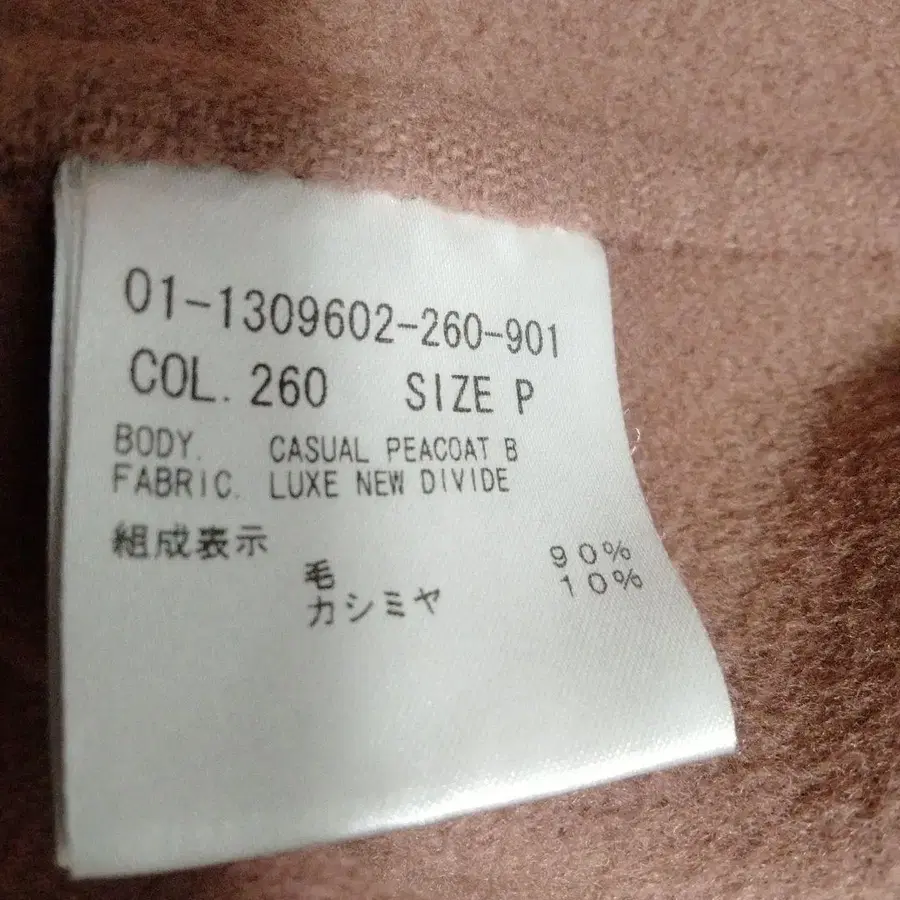 01-1309602-260-901
COL. 260 SIZE P
BODY. CASUAL PEACOAT B
FABRIC. LUXE NEW DIVIDE
組成表示
毛 90%
カシミヤ 10%